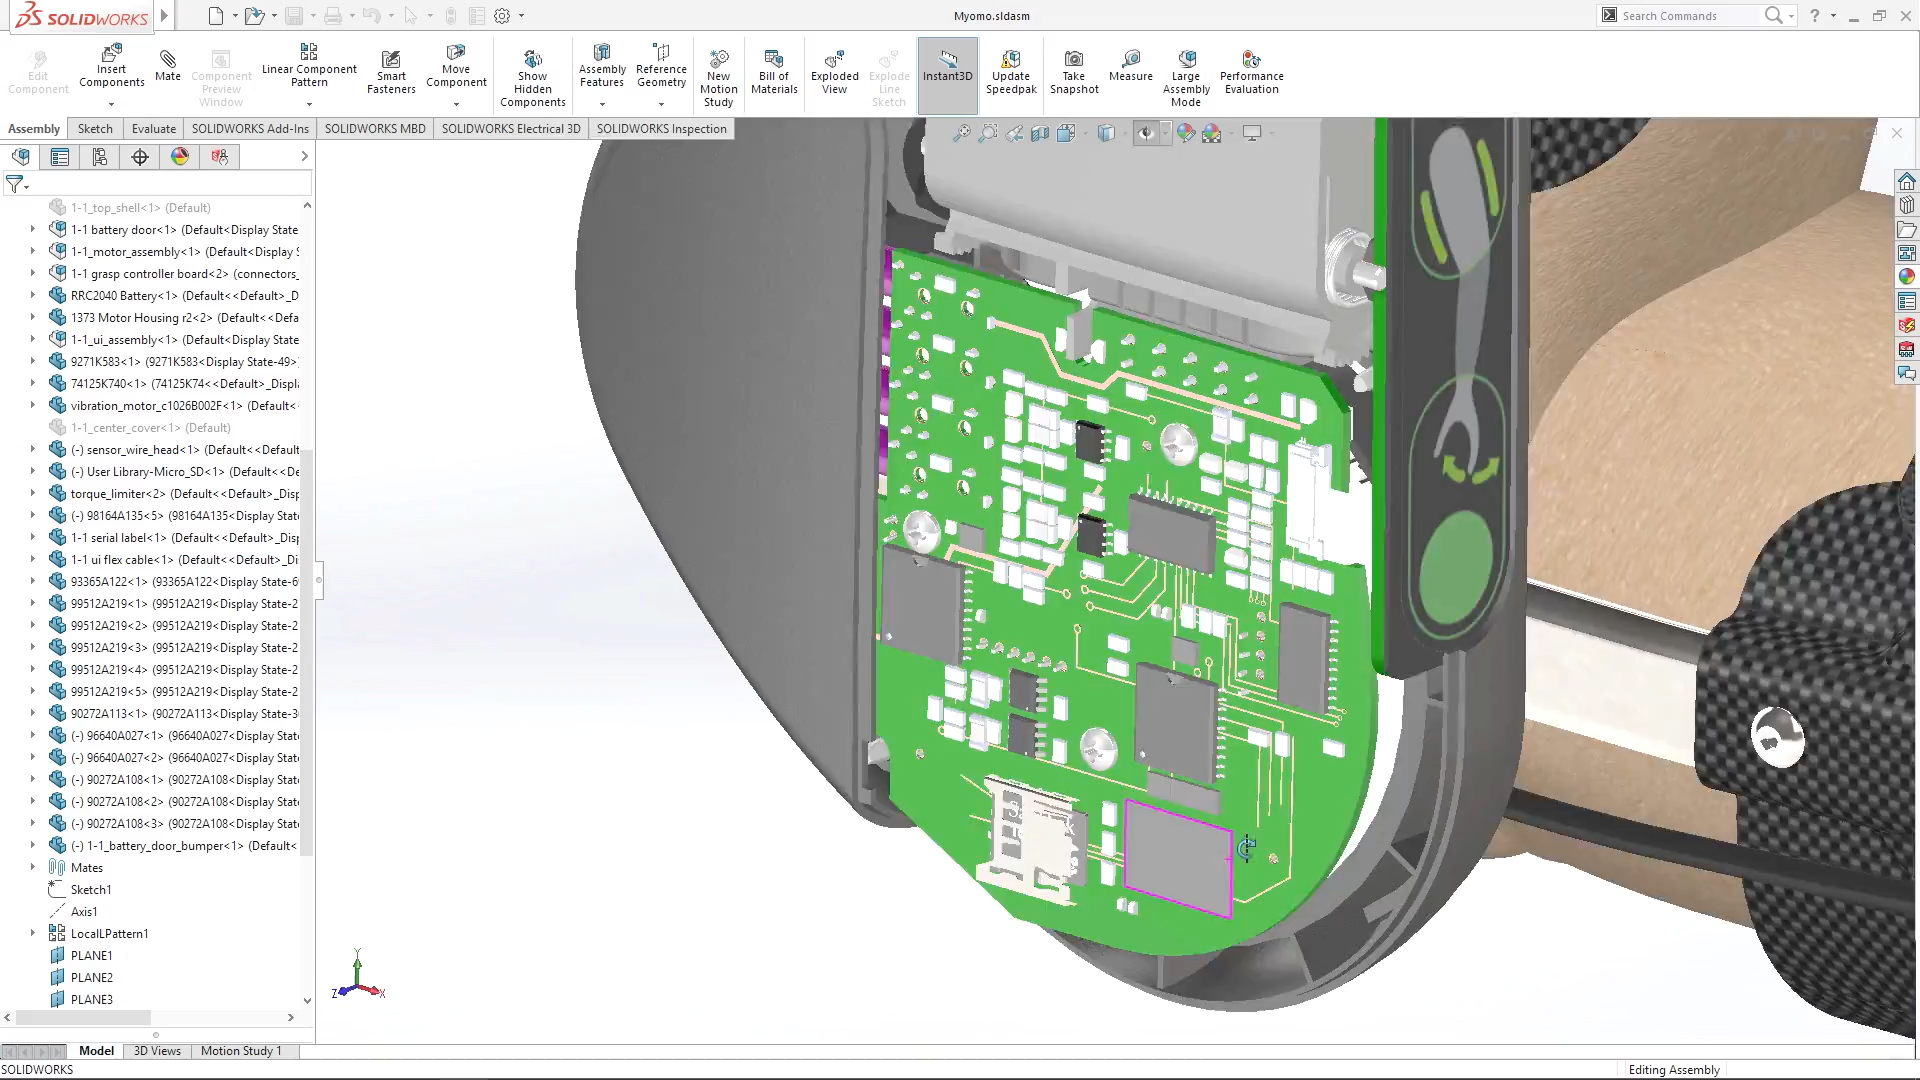 SOLIDWORKS
Myomo.sldasm
Search Commands
?
Edit
Component
Insert
Components
Mate
Component
Preview
Window
Linear Component
Pattern
Smart
Fasteners
Move
Component
Show
Hidden
Components
Assembly
Features
Reference
Geometry
New
Motion
Study
Bill of
Materials
Exploded
View
Explode
Line
Sketch
Instant3D
Update
Speedpak
Take
Snapshot
Measure
Large
Assembly
Mode
Performance
Evaluation
Assembly
Sketch
Evaluate
SOLIDWORKS Add-Ins
SOLIDWORKS MBD
SOLIDWORKS Electrical 3D
SOLIDWORKS Inspection
1-1_top_shell<1> (Default)
1-1 battery door<1> (Default<Display State
1-1_motor_assembly<1> (Default<Display S
1-1 grasp controller board<2> (connectors_
RRC2040 Battery<1> (Default<<Default>_D
1373 Motor Housing r2<2> (Default<<Defa
1-1_ui_assembly<1> (Default<Display State
9271K583<1> (9271K583<Display State-49>
74125K740<1> (74125K74<<Default>_Displ
vibration_motor_c1026B002F<1> (Default<
1-1_center_cover<1> (Default)
(-) sensor_wire_head<1> (Default<<Default
(-) User Library-Micro_SD<1> (Default<<De
torque_limiter<2> (Default<<Default>_Disp
(-) 98164A135<5> (98164A135<Display State
1-1 serial label<1> (Default<<Default>_Disp
1-1 ui flex cable<1> (Default<<Default>_Di
93365A122<1> (93365A122<Display State-6
99512A219<1> (99512A219<Display State-2
99512A219<2> (99512A219<Display State-2
99512A219<3> (99512A219<Display State-2
99512A219<4> (99512A219<Display State-2
99512A219<5> (99512A219<Display State-2
90272A113<1> (90272A113<Display State-3
(-) 96640A027<1> (96640A027<Display State
(-) 96640A027<2> (96640A027<Display State
(-) 90272A108<1> (90272A108<Display State
(-) 90272A108<2> (90272A108<Display State
(-) 90272A108<3> (90272A108<Display State
(-) 1-1_battery_door_bumper<1> (Default<
Mates
Sketch1
Axis1
LocalLPattern1
PLANE1
PLANE2
PLANE3
Y
Z
X
Model
3D Views
Motion Study 1
SOLIDWORKS
Editing Assembly